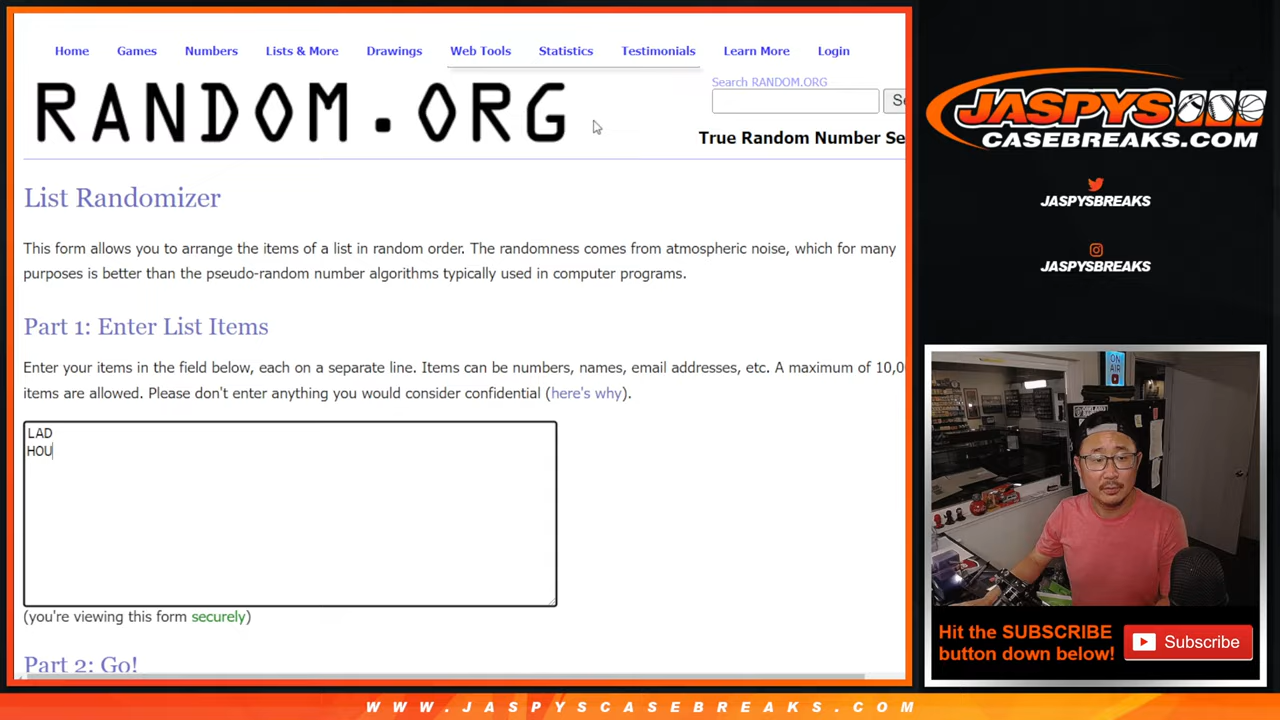 Home Games Numbers Lists & More Drawings Web Tools Statistics Testimonials Learn More Login
RANDOM.ORG
Search RANDOM.ORG
Se
True Random Number Se
List Randomizer
This form allows you to arrange the items of a list in random order. The randomness comes from atmospheric noise, which for many
purposes is better than the pseudo-random number algorithms typically used in computer programs.
Part 1: Enter List Items
Enter your items in the field below, each on a separate line. Items can be numbers, names, email addresses, etc. A maximum of 10,0
items are allowed. Please don't enter anything you would consider confidential (here's why).
LAD
HOU
(you're viewing this form securely)
Part 2: Go!
JASPYS
CASEBREAKS.COM
JASPYSBREAKS
JASPYSBREAKS
ON
AIR
Hit the SUBSCRIBE
button down below!
Subscribe
WWW.JASPYSCASEBREAKS.COM